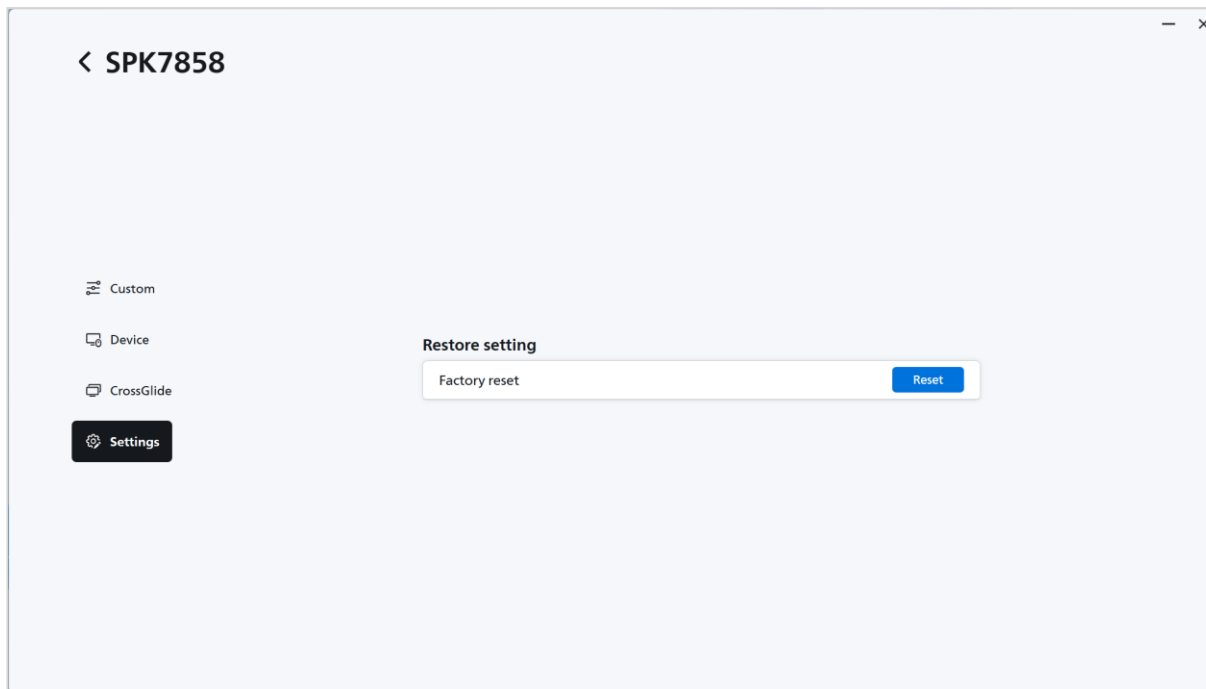 SPK7858
Custom
Device
CrossGlide
Settings
Restore setting
Factory reset
Reset